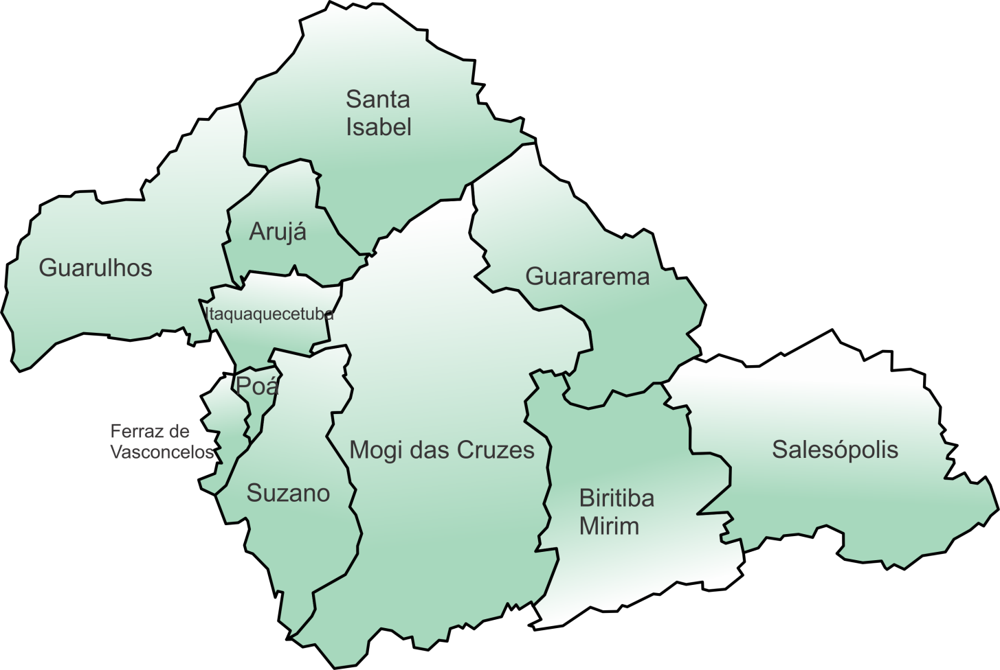 Santa
Isabel
Arujá
Guarulhos
Guararema
Itaquaquecetuba
Poá
Ferraz de
Vasconcelos
Mogi das Cruzes
Salesópolis
Suzano
Biritiba
Mirim